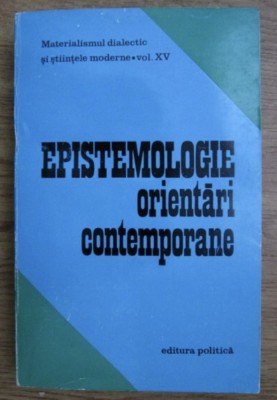 Materialismul dialectic
și științele moderne • vol. XV
EPISTEMOLOGIE
orientări
contemporane
editura politică